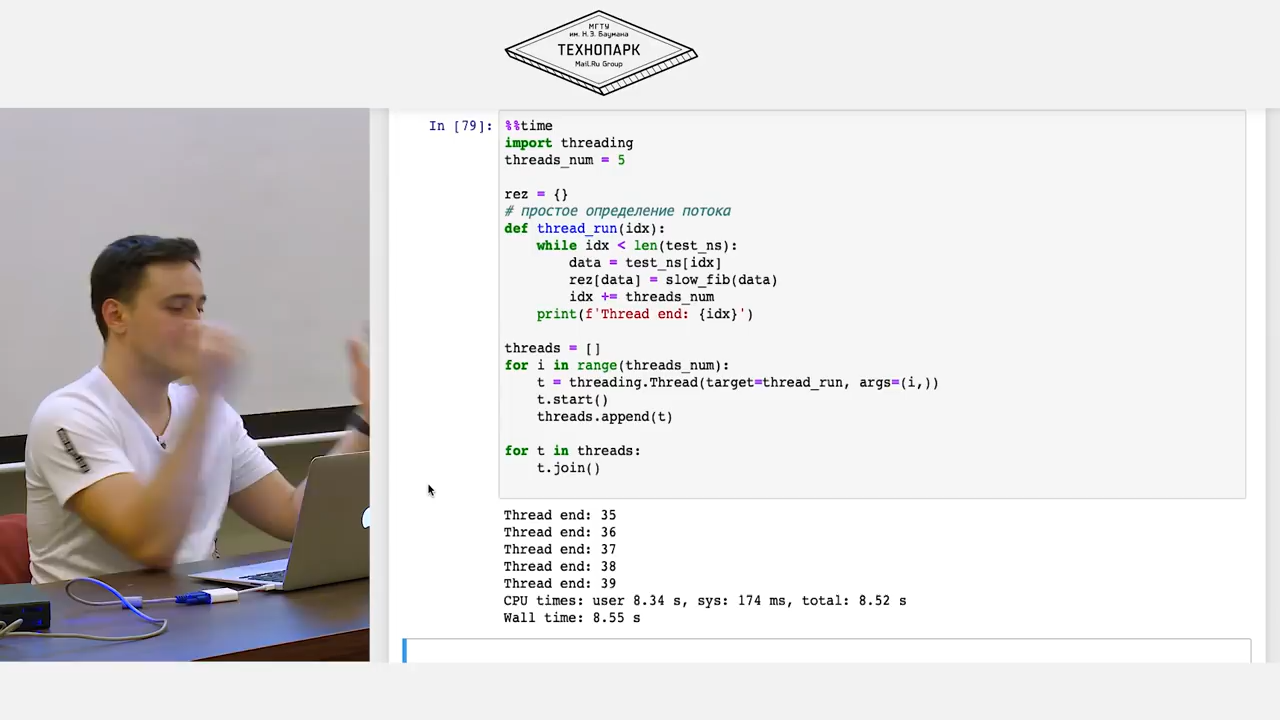 МГТУ
им. Н.Э. Баумана
ТЕХНОПАРК
Mail.Ru Group
In [79]:
%%time
import threading
threads_num = 5
rez = {}
# простое определение потока
def thread_run(idx):
while idx < len(test_ns):
data = test_ns[idx]
rez[data] = slow_fib(data)
idx += threads_num
print(f'Thread end: {idx}')
threads = []
for i in range(threads_num):
t = threading.Thread(target=thread_run, args=(i,))
t.start()
threads.append(t)
for t in threads:
t.join()
Thread end: 35
Thread end: 36
Thread end: 37
Thread end: 38
Thread end: 39
CPU times: user 8.34 s, sys: 174 ms, total: 8.52 s
Wall time: 8.55 s